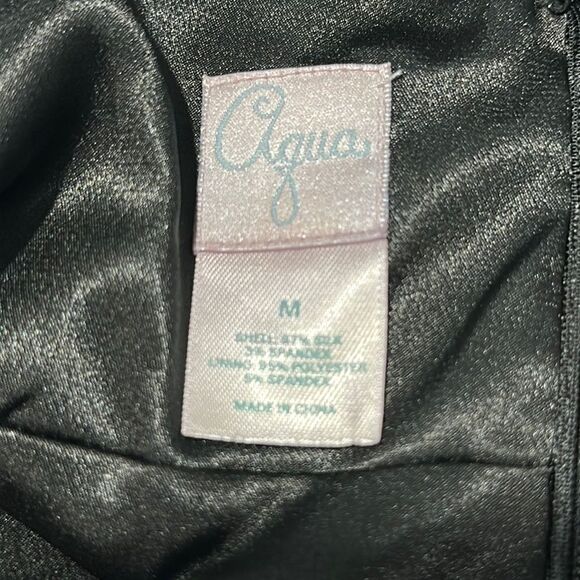 Aqua
M
SHELL: 97% SILK
3% SPANDEX
LINING: 95% POLYESTER
5% SPANDEX
MADE IN CHINA